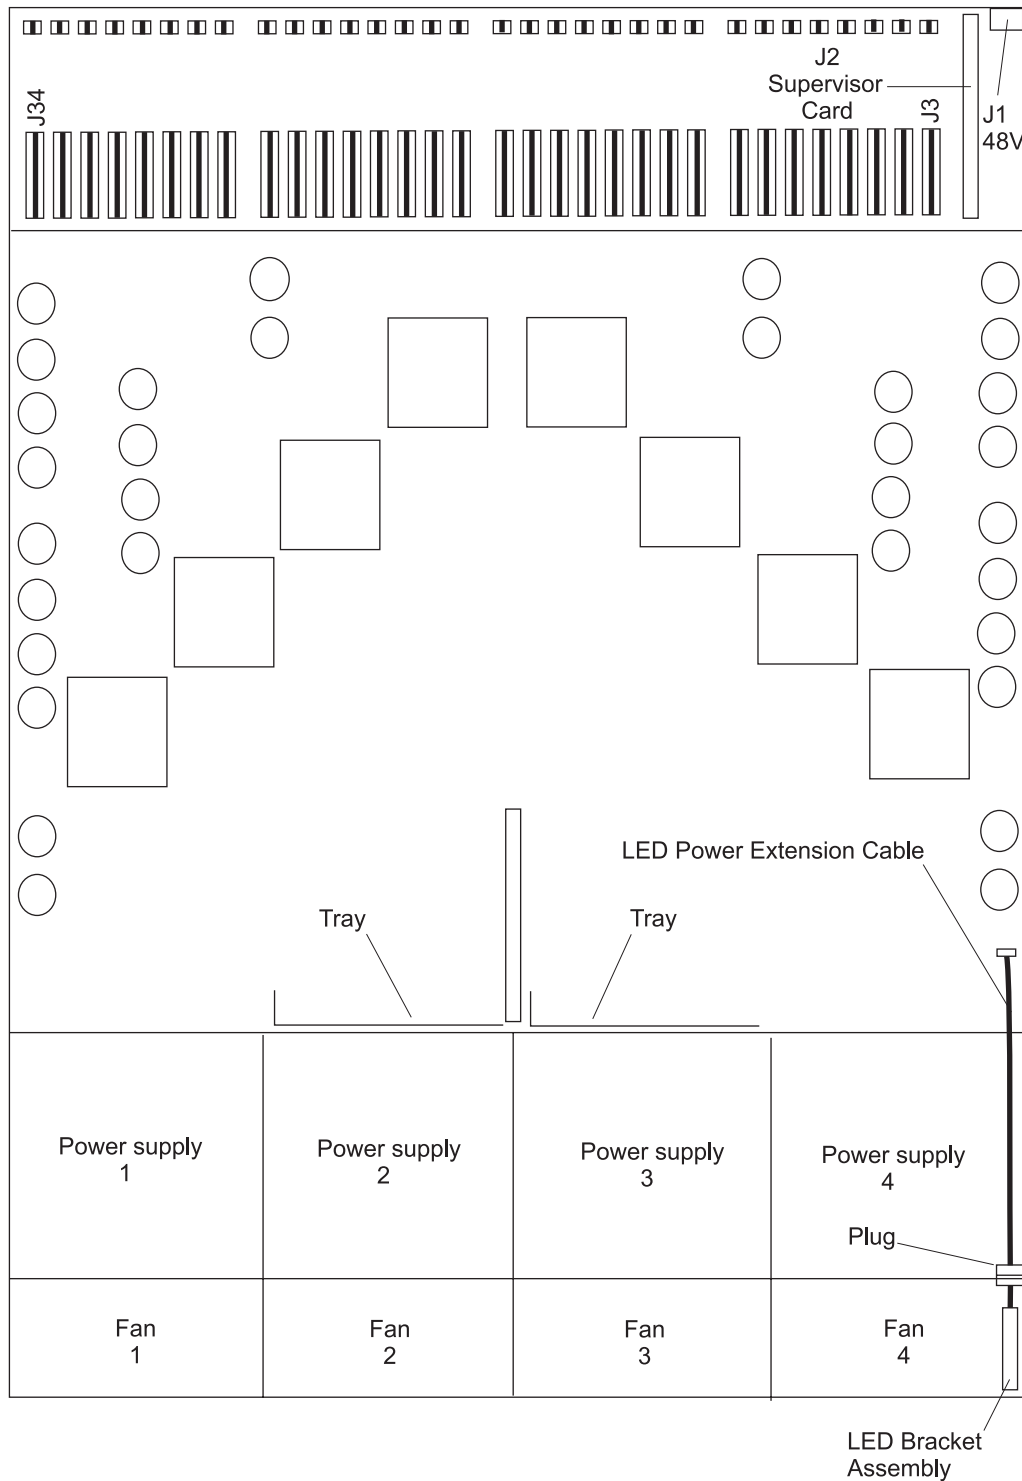 J34
J2
Supervisor
Card
J3
J1
48V
LED Power Extension Cable
Tray
Tray
Power supply
1
Power supply
2
Power supply
3
Power supply
4
Plug
Fan
1
Fan
2
Fan
3
Fan
4
LED Bracket
Assembly